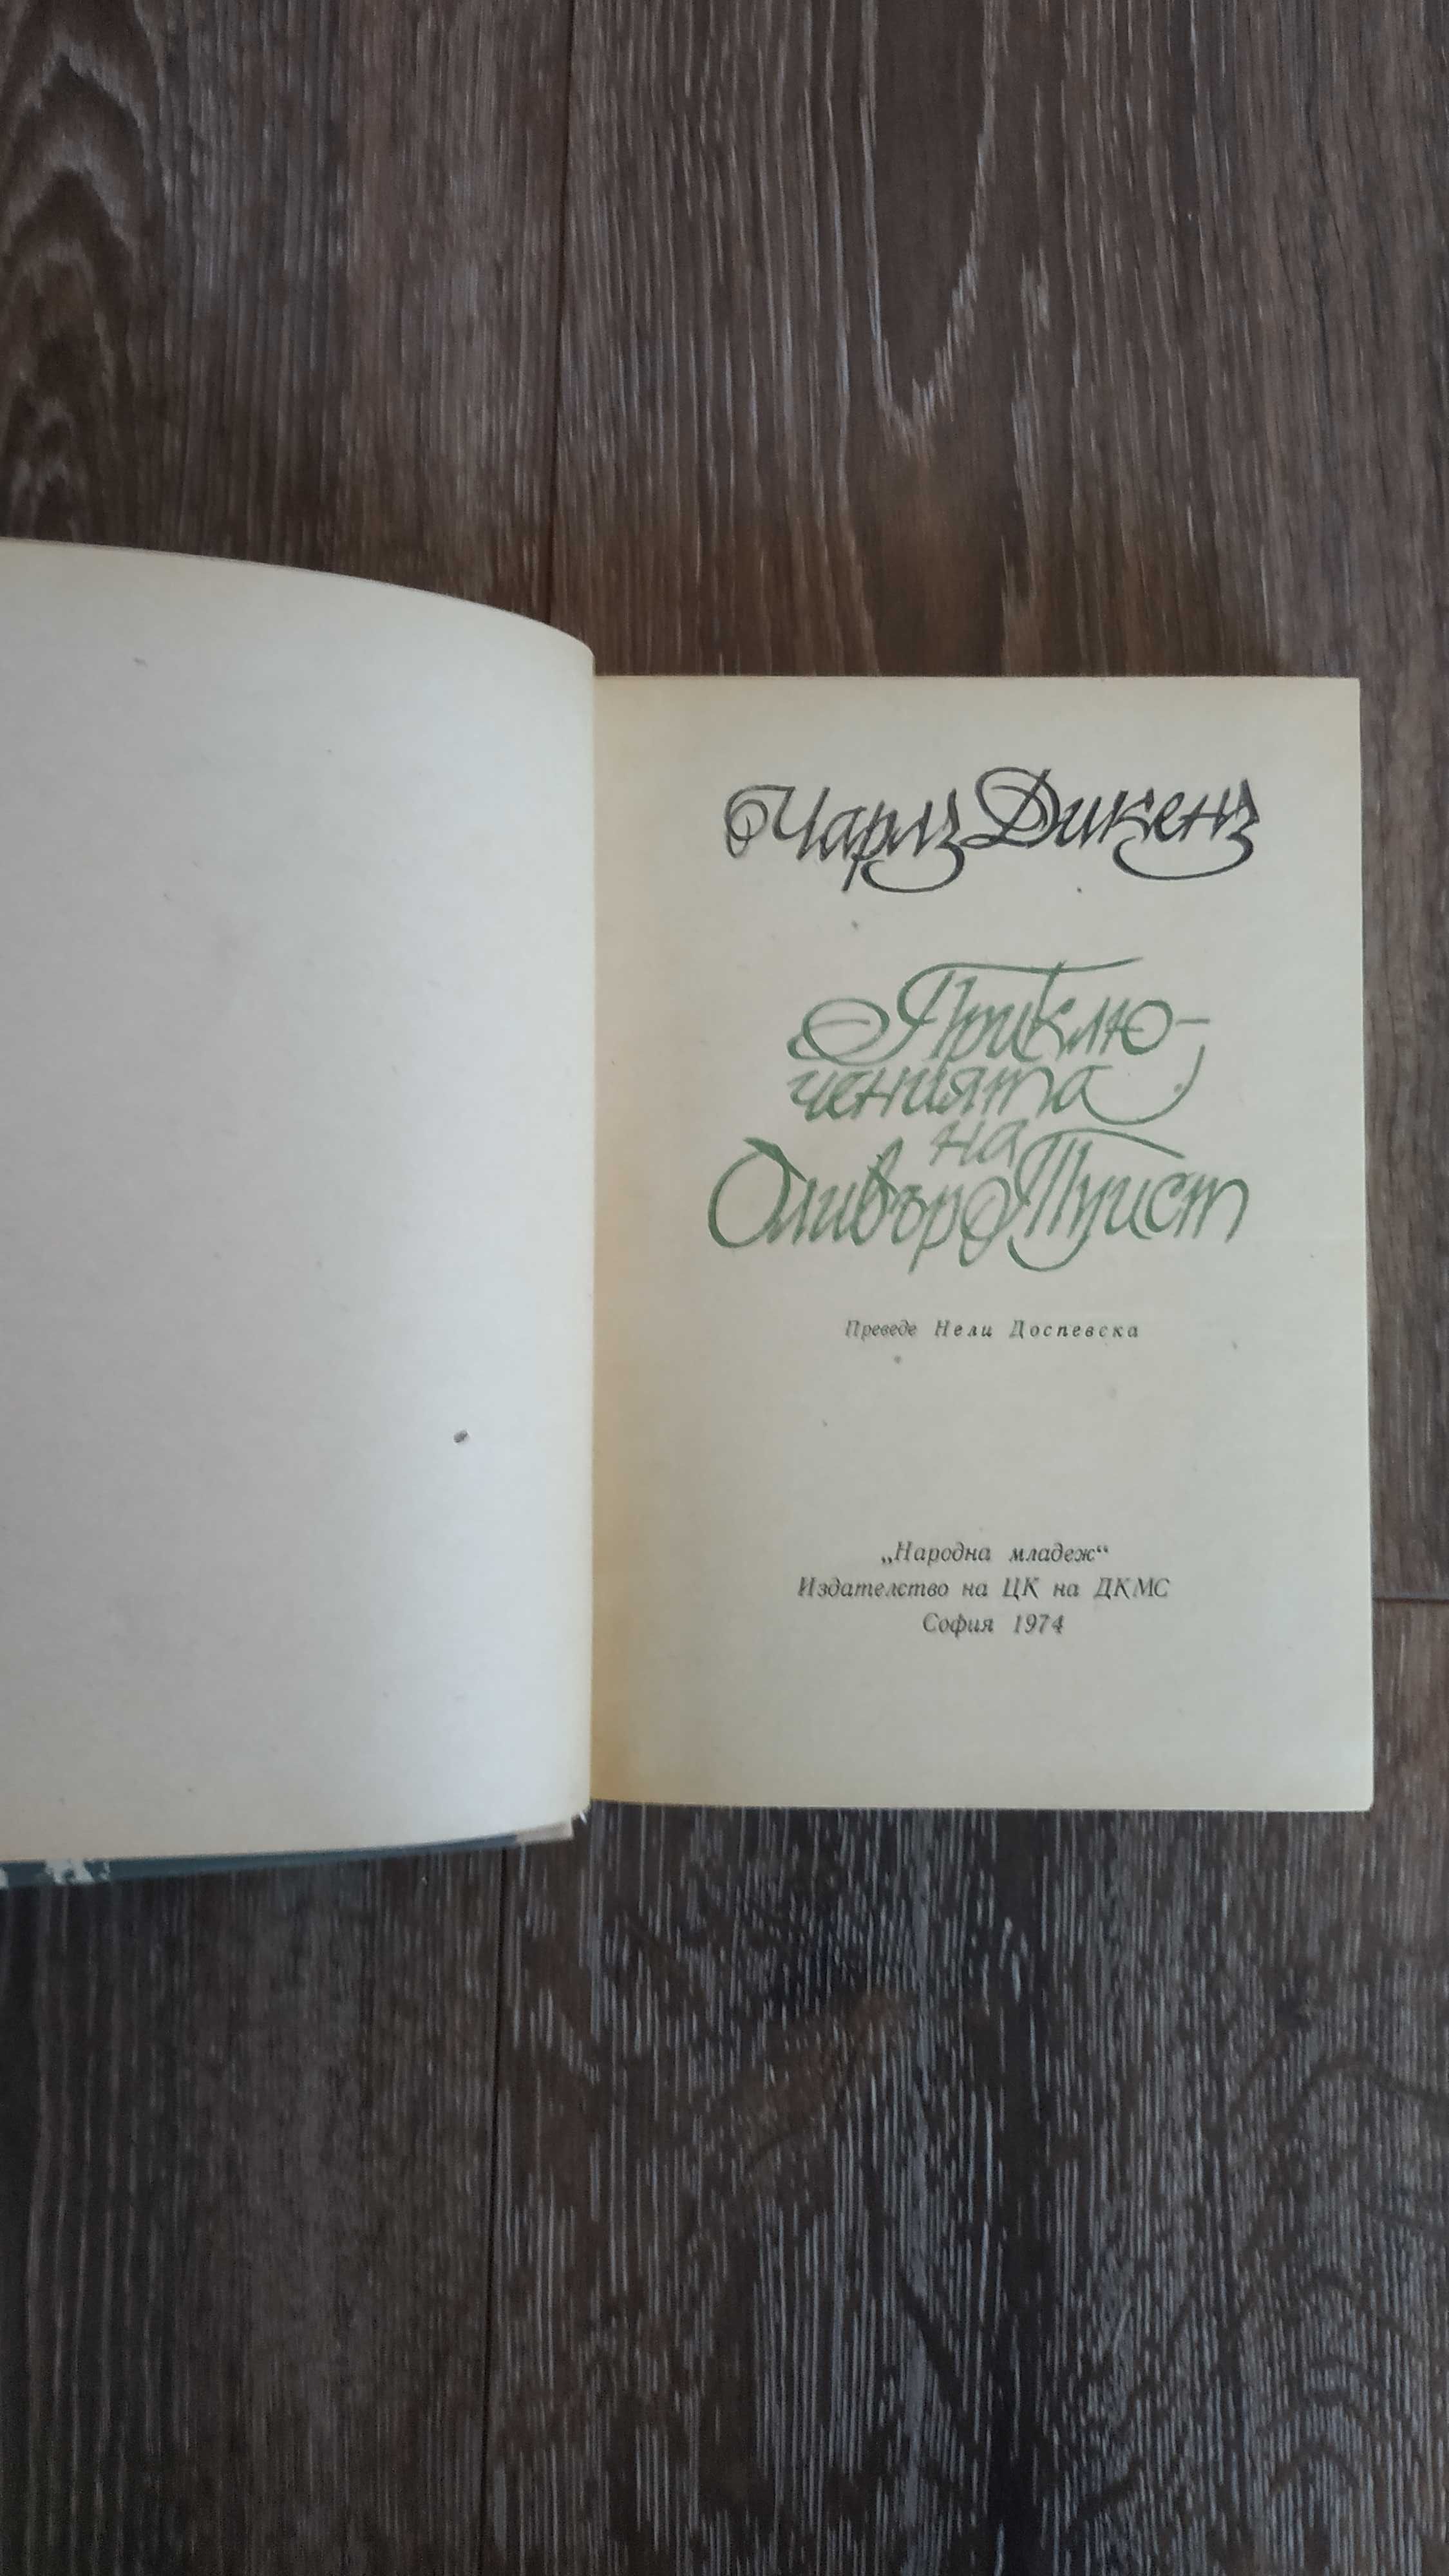 Чарлз Дикенз
Приклю-
ченията
на
Оливър Туист
Преведе Нели Доспевска
„Народна младеж“
Издателство на ЦК на ДКМС
София 1974